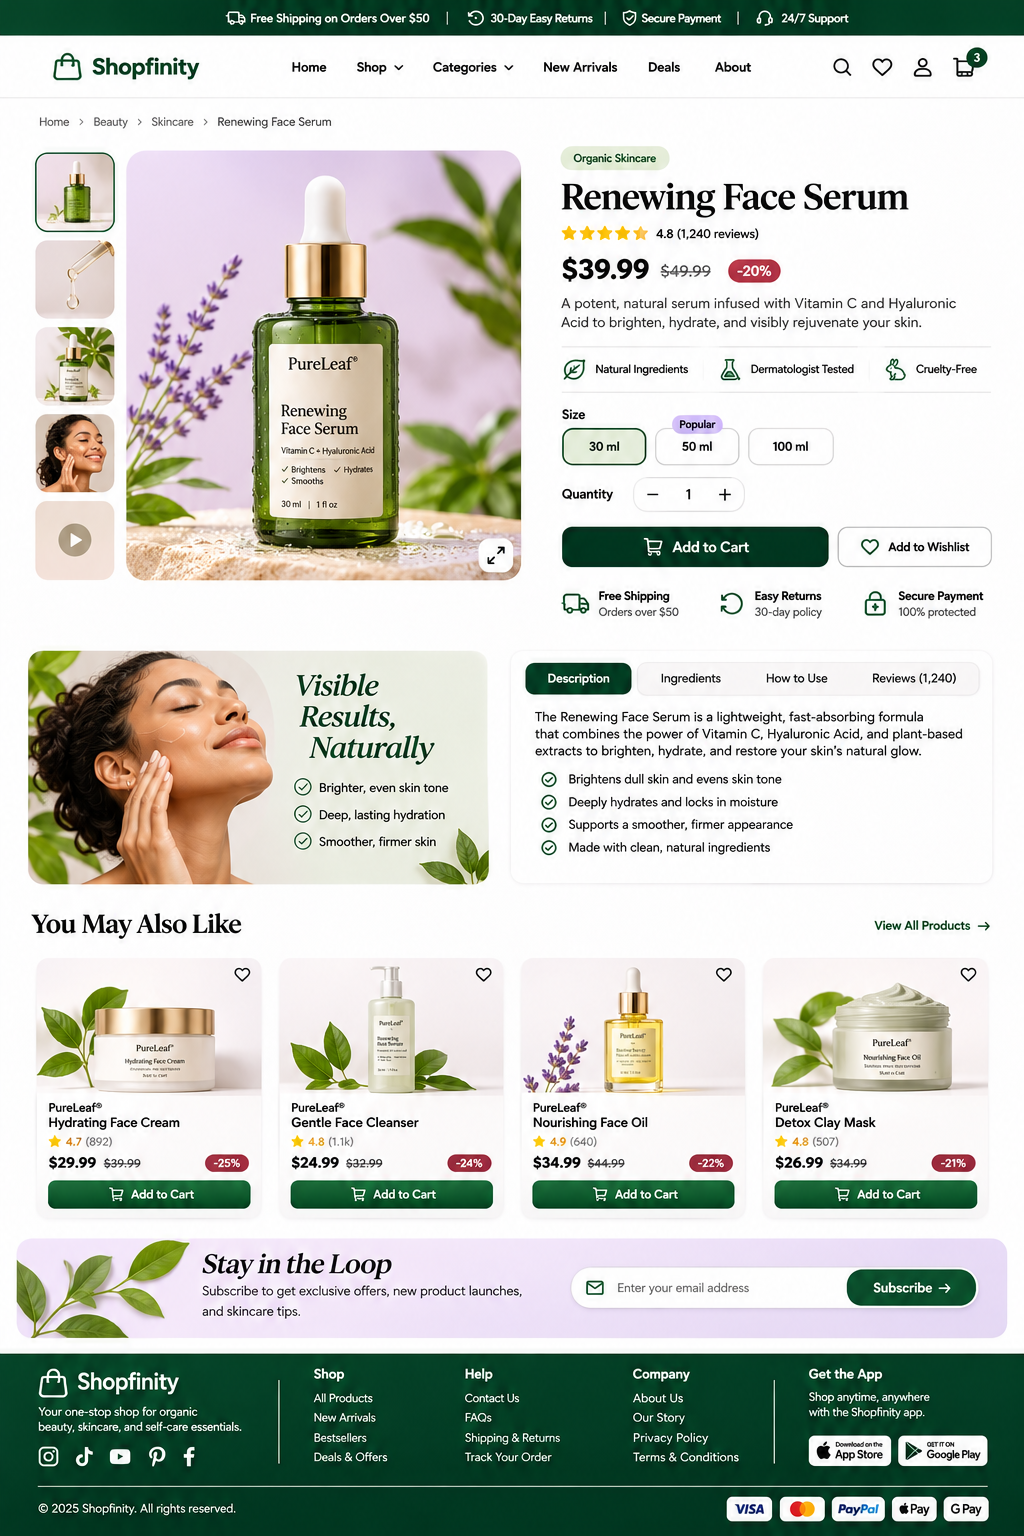 Free Shipping on Orders Over $50 | 30-Day Easy Returns | Secure Payment | 24/7 Support
Shopfinity
Home Shop Categories New Arrivals Deals About
3
Home > Beauty > Skincare > Renewing Face Serum
PureLeaf®
Renewing
Face Serum
Vitamin C + Hyaluronic Acid
✓ Brightens ✓ Hydrates
✓ Smooths
30 ml | 1 fl oz
Organic Skincare
Renewing Face Serum
4.8 (1,240 reviews)
$39.99 $49.99 -20%
A potent, natural serum infused with Vitamin C and Hyaluronic
Acid to brighten, hydrate, and visibly rejuvenate your skin.
Natural Ingredients Dermatologist Tested Cruelty-Free
Size
Popular
30 ml 50 ml 100 ml
Quantity − 1 +
Add to Cart Add to Wishlist
Free Shipping Easy Returns Secure Payment
Orders over $50 30-day policy 100% protected
Visible
Results,
Naturally
Brighter, even skin tone
Deep, lasting hydration
Smoother, firmer skin
Description Ingredients How to Use Reviews (1,240)
The Renewing Face Serum is a lightweight, fast-absorbing formula
that combines the power of Vitamin C, Hyaluronic Acid, and plant-based
extracts to brighten, hydrate, and restore your skin's natural glow.
Brightens dull skin and evens skin tone
Deeply hydrates and locks in moisture
Supports a smoother, firmer appearance
Made with clean, natural ingredients
You May Also Like
View All Products →
PureLeaf®
Hydrating Face Cream
PureLeaf®
Hydrating Face Cream
4.7 (892)
$29.99 $39.99 -25%
Add to Cart
PureLeaf®
Renewing
PureLeaf®
Gentle Face Cleanser
4.8 (1.1k)
$24.99 $32.99 -24%
Add to Cart
PureLeaf®
PureLeaf®
Nourishing Face Oil
4.9 (640)
$34.99 $44.99 -22%
Add to Cart
PureLeaf®
Nourishing Face Oil
PureLeaf®
Detox Clay Mask
4.8 (507)
$26.99 $34.99 -21%
Add to Cart
Stay in the Loop
Subscribe to get exclusive offers, new product launches,
and skincare tips.
Enter your email address
Subscribe →
Shopfinity
Your one-stop shop for organic
beauty, skincare, and self-care essentials.
Shop
All Products
New Arrivals
Bestsellers
Deals & Offers
Help
Contact Us
FAQs
Shipping & Returns
Track Your Order
Company
About Us
Our Story
Privacy Policy
Terms & Conditions
Get the App
Shop anytime, anywhere
with the Shopfinity app.
Download on the
App Store
GET IT ON
Google Play
© 2025 Shopfinity. All rights reserved.
VISA PayPal Pay G Pay